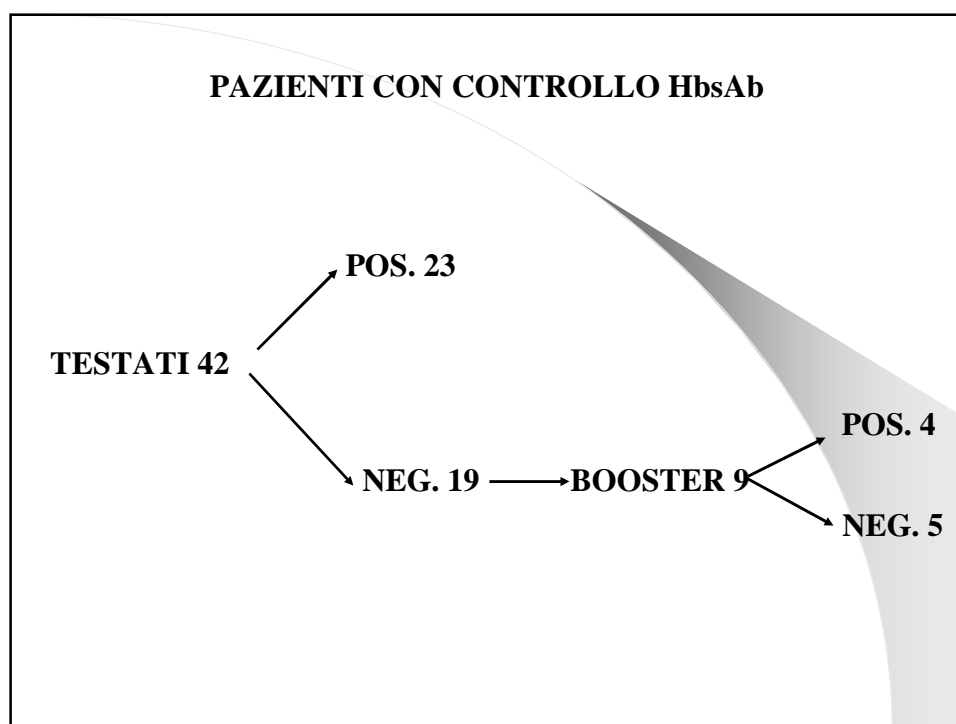 PAZIENTI CON CONTROLLO HbsAb
POS. 23
TESTATI 42
POS. 4
NEG. 19
BOOSTER 9
NEG. 5